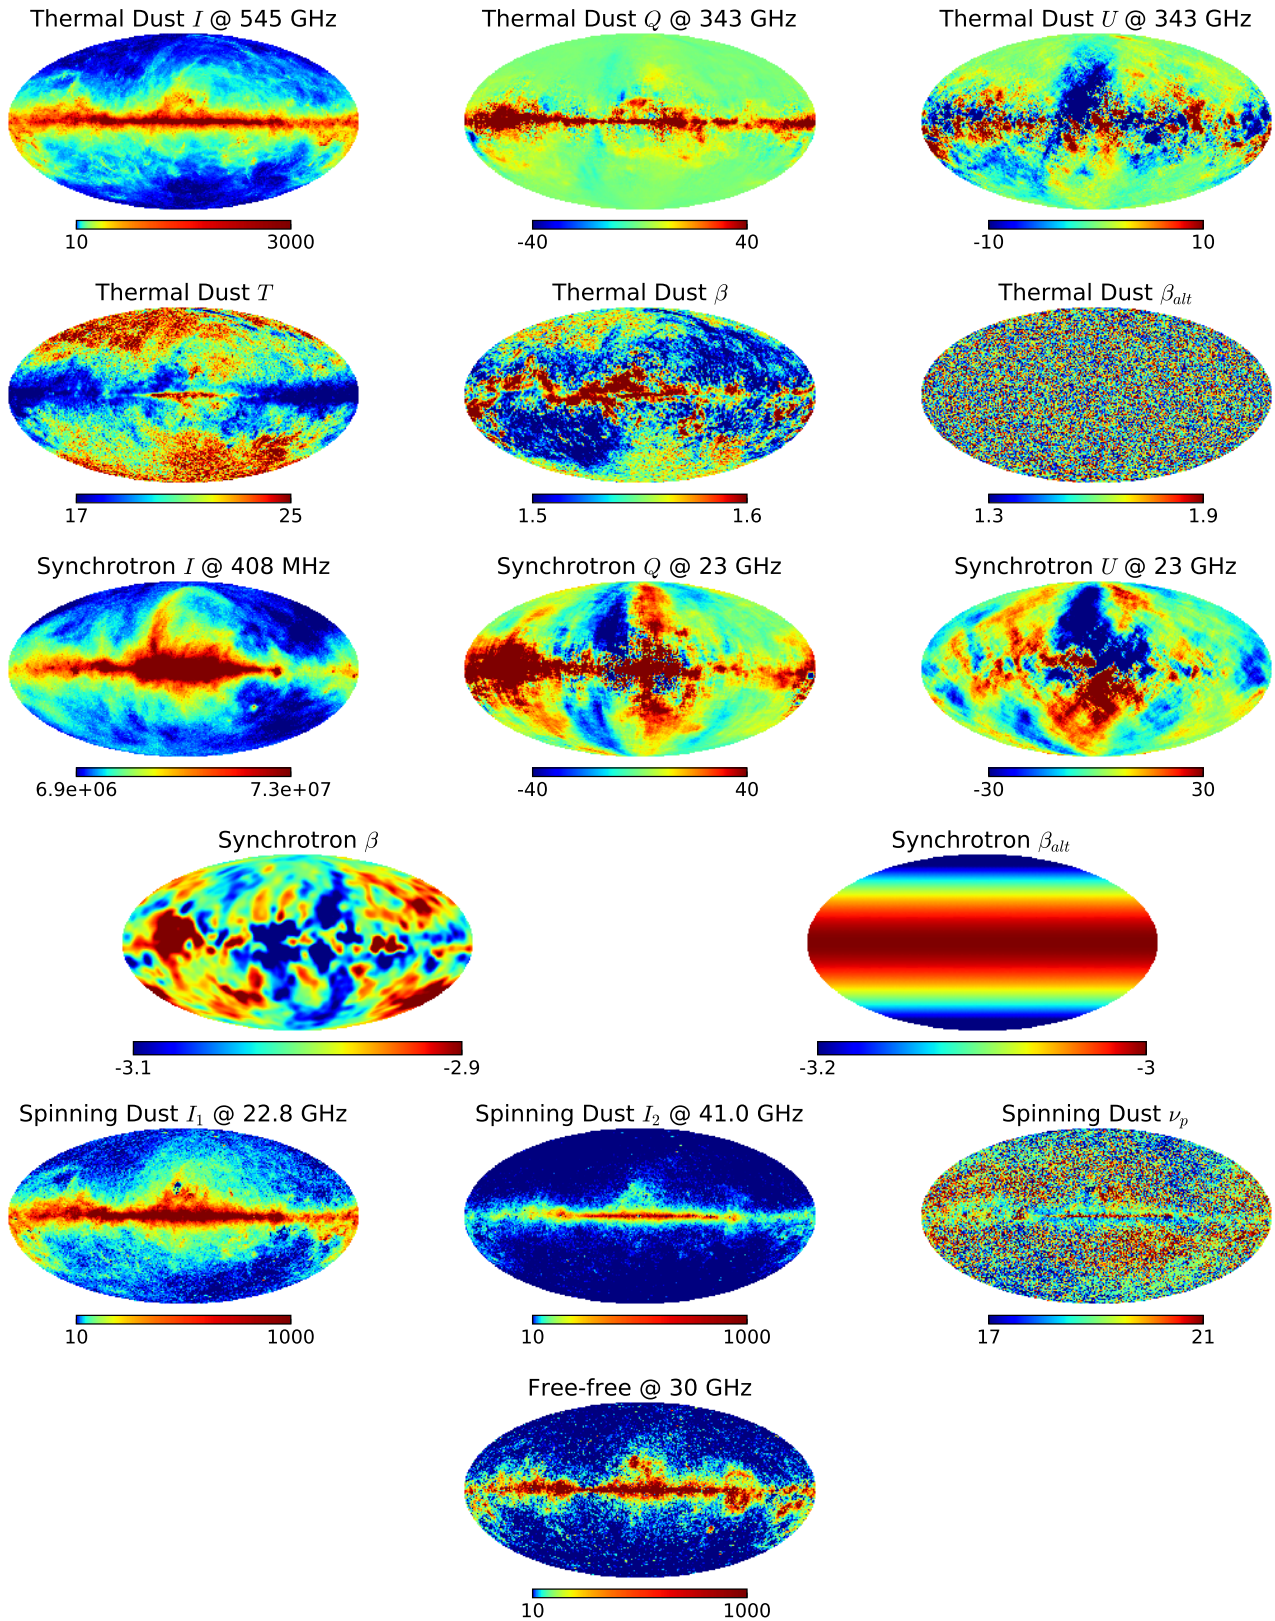 Thermal Dust I @ 545 GHz
Thermal Dust Q @ 343 GHz
Thermal Dust U @ 343 GHz
10 3000
-40 40
-10 10
Thermal Dust T
Thermal Dust β
Thermal Dust β_alt
17 25
1.5 1.6
1.3 1.9
Synchrotron I @ 408 MHz
Synchrotron Q @ 23 GHz
Synchrotron U @ 23 GHz
6.9e+06 7.3e+07
-40 40
-30 30
Synchrotron β
Synchrotron β_alt
-3.1 -2.9
-3.2 -3
Spinning Dust I₁ @ 22.8 GHz
Spinning Dust I₂ @ 41.0 GHz
Spinning Dust ν_p
10 1000
10 1000
17 21
Free-free @ 30 GHz
10 1000